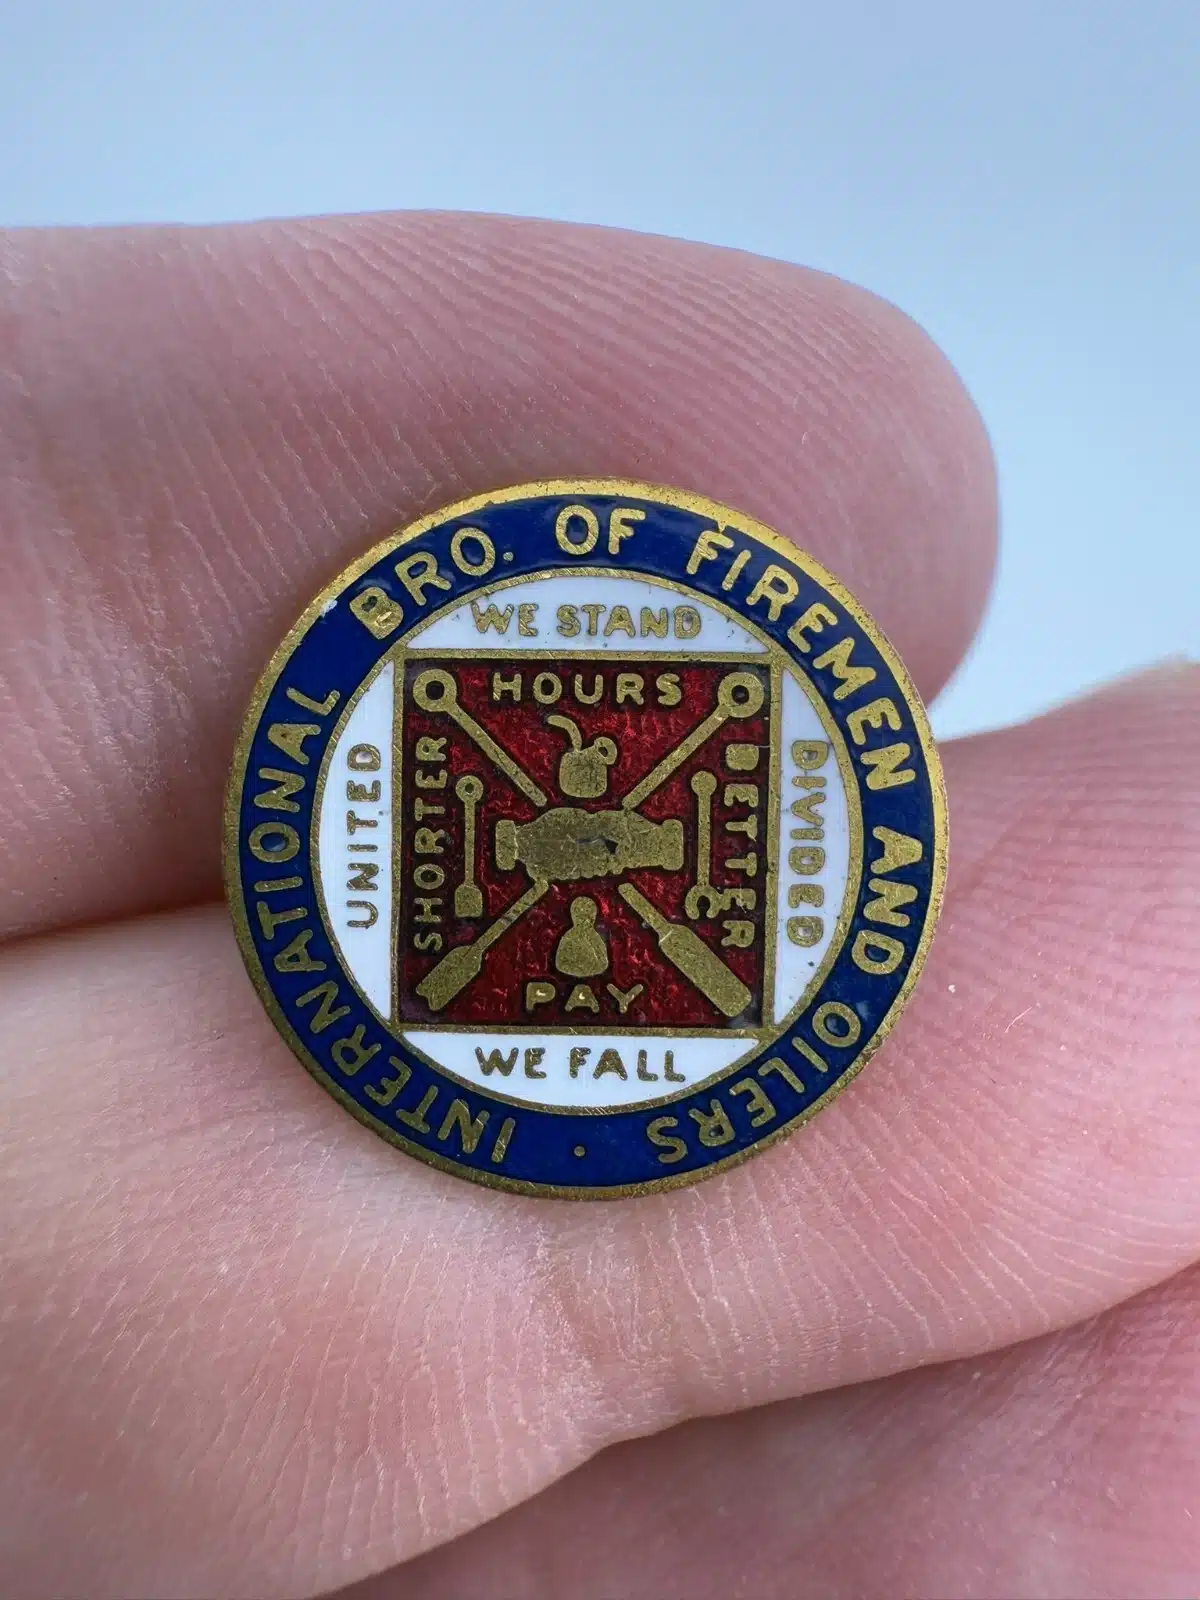 INTERNATIONAL BRO. OF FIREMEN AND OILERS
UNITED
WE STAND
DIVIDED
WE FALL
SHORTER
HOURS
BETTER
PAY